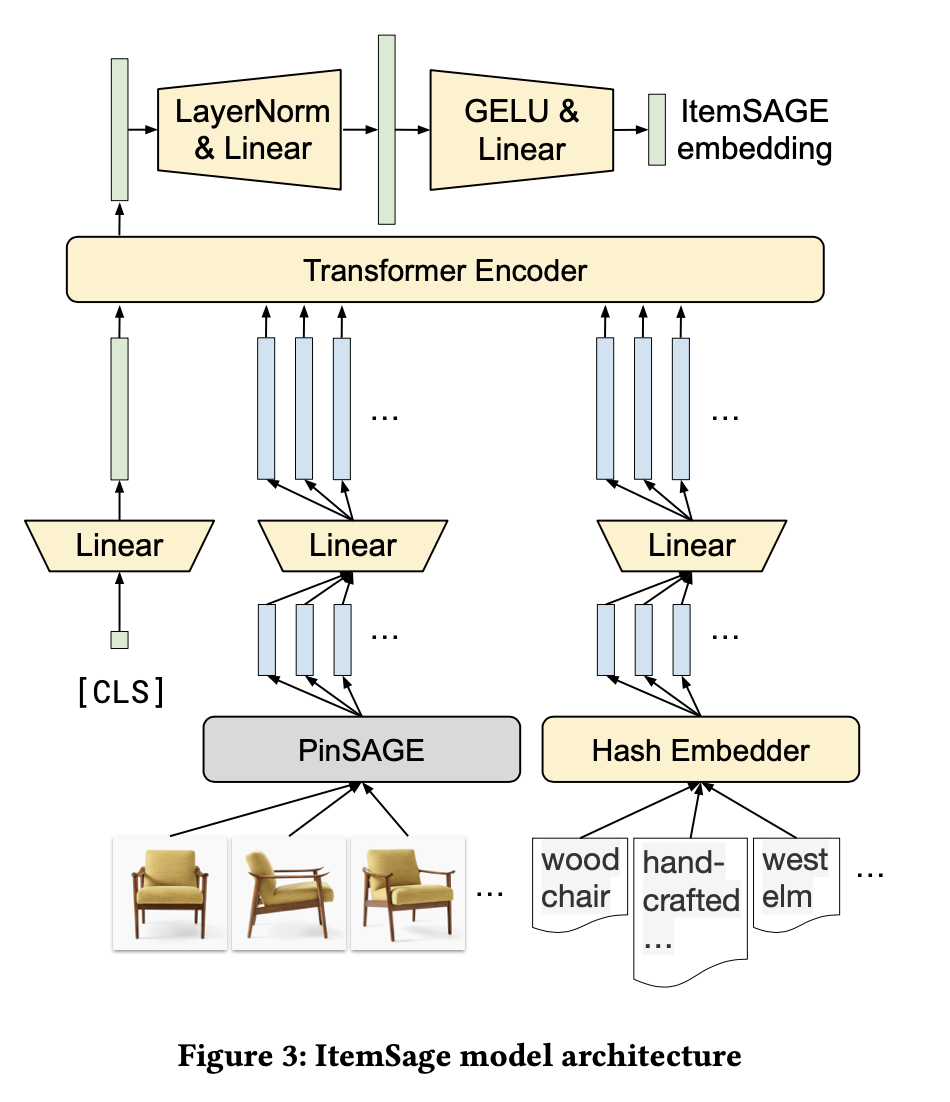 LayerNorm
& Linear
GELU &
Linear
ItemSAGE
embedding
Transformer Encoder
...
...
Linear
Linear
Linear
...
...
[CLS]
PinSAGE
Hash Embedder
...
wood
chair
hand-
crafted
...
west
elm
...
Figure 3: ItemSage model architecture